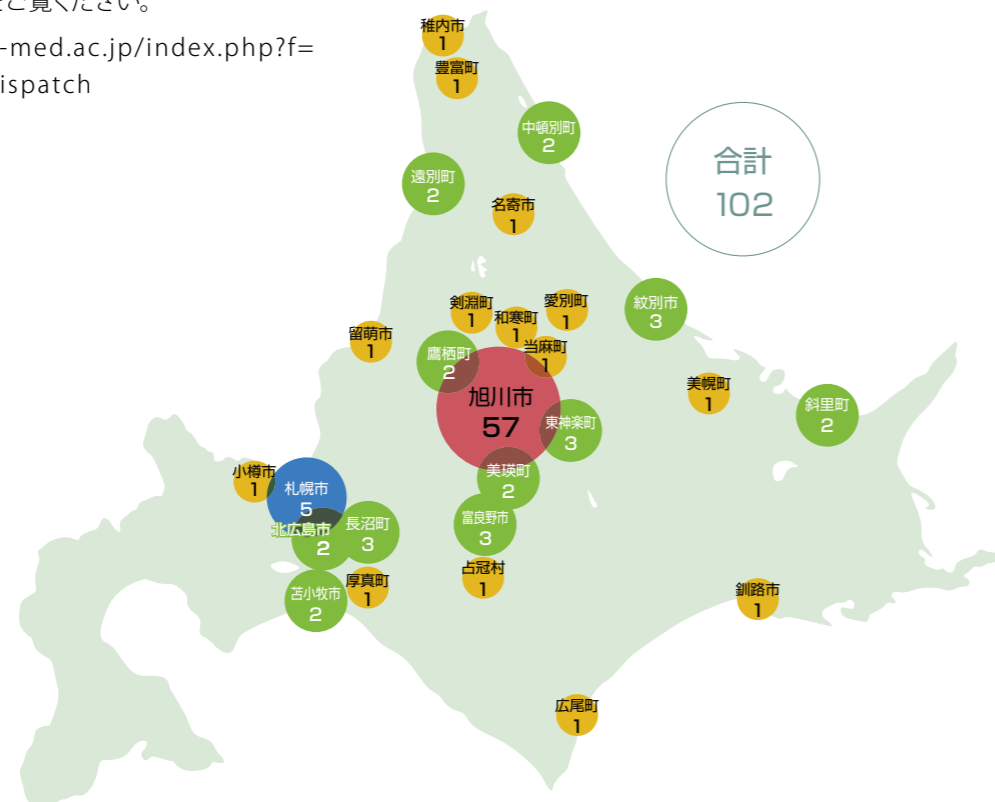 をご覧ください。
-med.ac.jp/index.php?f=
ispatch
稚内市
1
豊富町
1
中頓別町
2
遠別町
2
名寄市
1
合計
102
剣淵町
1
和寒町
1
愛別町
1
紋別市
3
留萌市
1
当麻町
1
鷹栖町
2
旭川市
57
東神楽町
3
美幌町
1
斜里町
2
美瑛町
2
小樽市
1
札幌市
5
北広島市
2
長沼町
3
富良野市
3
占冠村
1
苫小牧市
2
厚真町
1
釧路市
1
広尾町
1